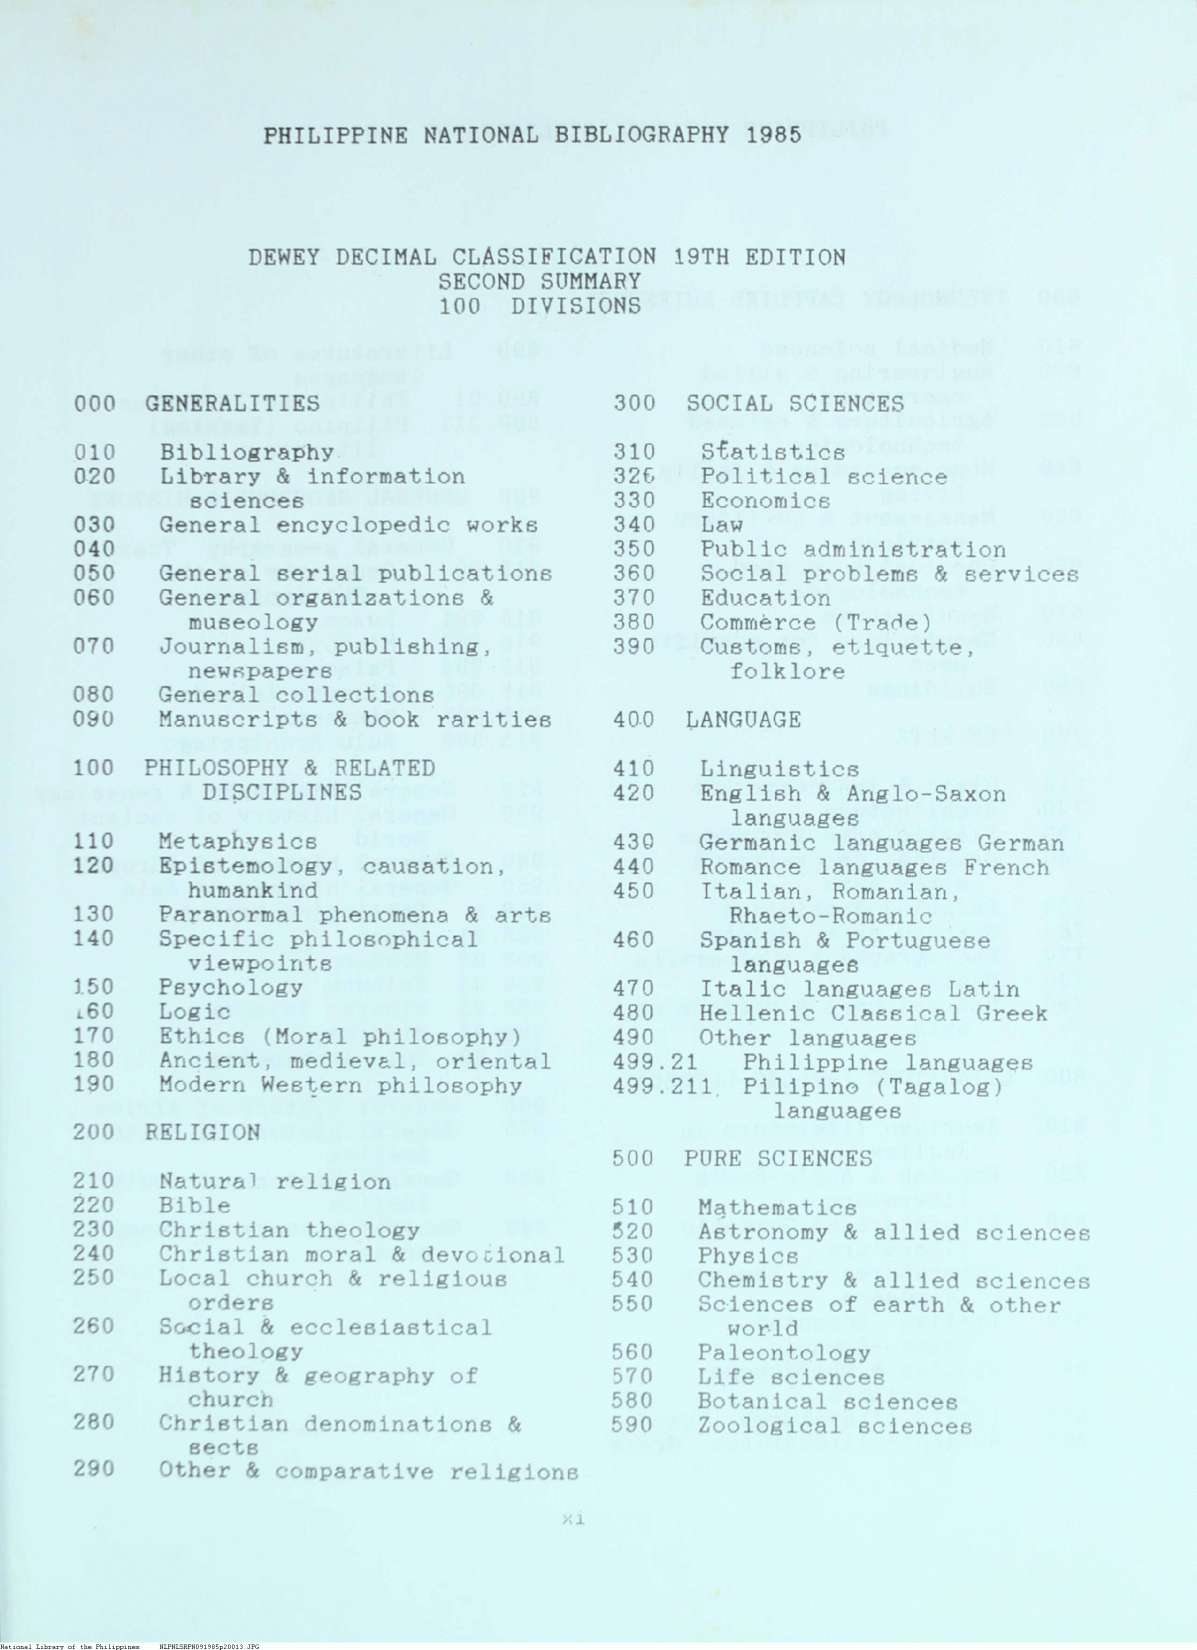 PHILIPPINE NATIONAL BIBLIOGRAPHY 1985
DEWEY DECIMAL CLASSIFICATION 19TH EDITION
SECOND SUMMARY
100 DIVISIONS
000 GENERALITIES
010 Bibliography
020 Library & information
sciences
030 General encyclopedic works
040
050 General serial publications
060 General organizations &
museology
070 Journalism, publishing,
newspapers
080 General collections
090 Manuscripts & book rarities
100 PHILOSOPHY & RELATED
DISCIPLINES
110 Metaphysics
120 Epistemology, causation,
humankind
130 Paranormal phenomena & arts
140 Specific philosophical
viewpoints
150 Psychology
160 Logic
170 Ethics (Moral philosophy)
180 Ancient, medieval, oriental
190 Modern Western philosophy
200 RELIGION
210 Natural religion
220 Bible
230 Christian theology
240 Christian moral & devotional
250 Local church & religious
orders
260 Social & ecclesiastical
theology
270 History & geography of
church
280 Christian denominations &
sects
290 Other & comparative religions
300 SOCIAL SCIENCES
310 Statistics
320 Political science
330 Economics
340 Law
350 Public administration
360 Social problems & services
370 Education
380 Commerce (Trade)
390 Customs, etiquette,
folklore
400 LANGUAGE
410 Linguistics
420 English & Anglo-Saxon
languages
430 Germanic languages German
440 Romance languages French
450 Italian, Romanian,
Rhaeto-Romanic
460 Spanish & Portuguese
languages
470 Italic languages Latin
480 Hellenic Classical Greek
490 Other languages
499.21 Philippine languages
499.211 Pilipino (Tagalog)
languages
500 PURE SCIENCES
510 Mathematics
520 Astronomy & allied sciences
530 Physics
540 Chemistry & allied sciences
550 Sciences of earth & other
world
560 Paleontology
570 Life sciences
580 Botanical sciences
590 Zoological sciences
xi
National Library of the Philippines NLPNLSRPN091985p20013.JPG